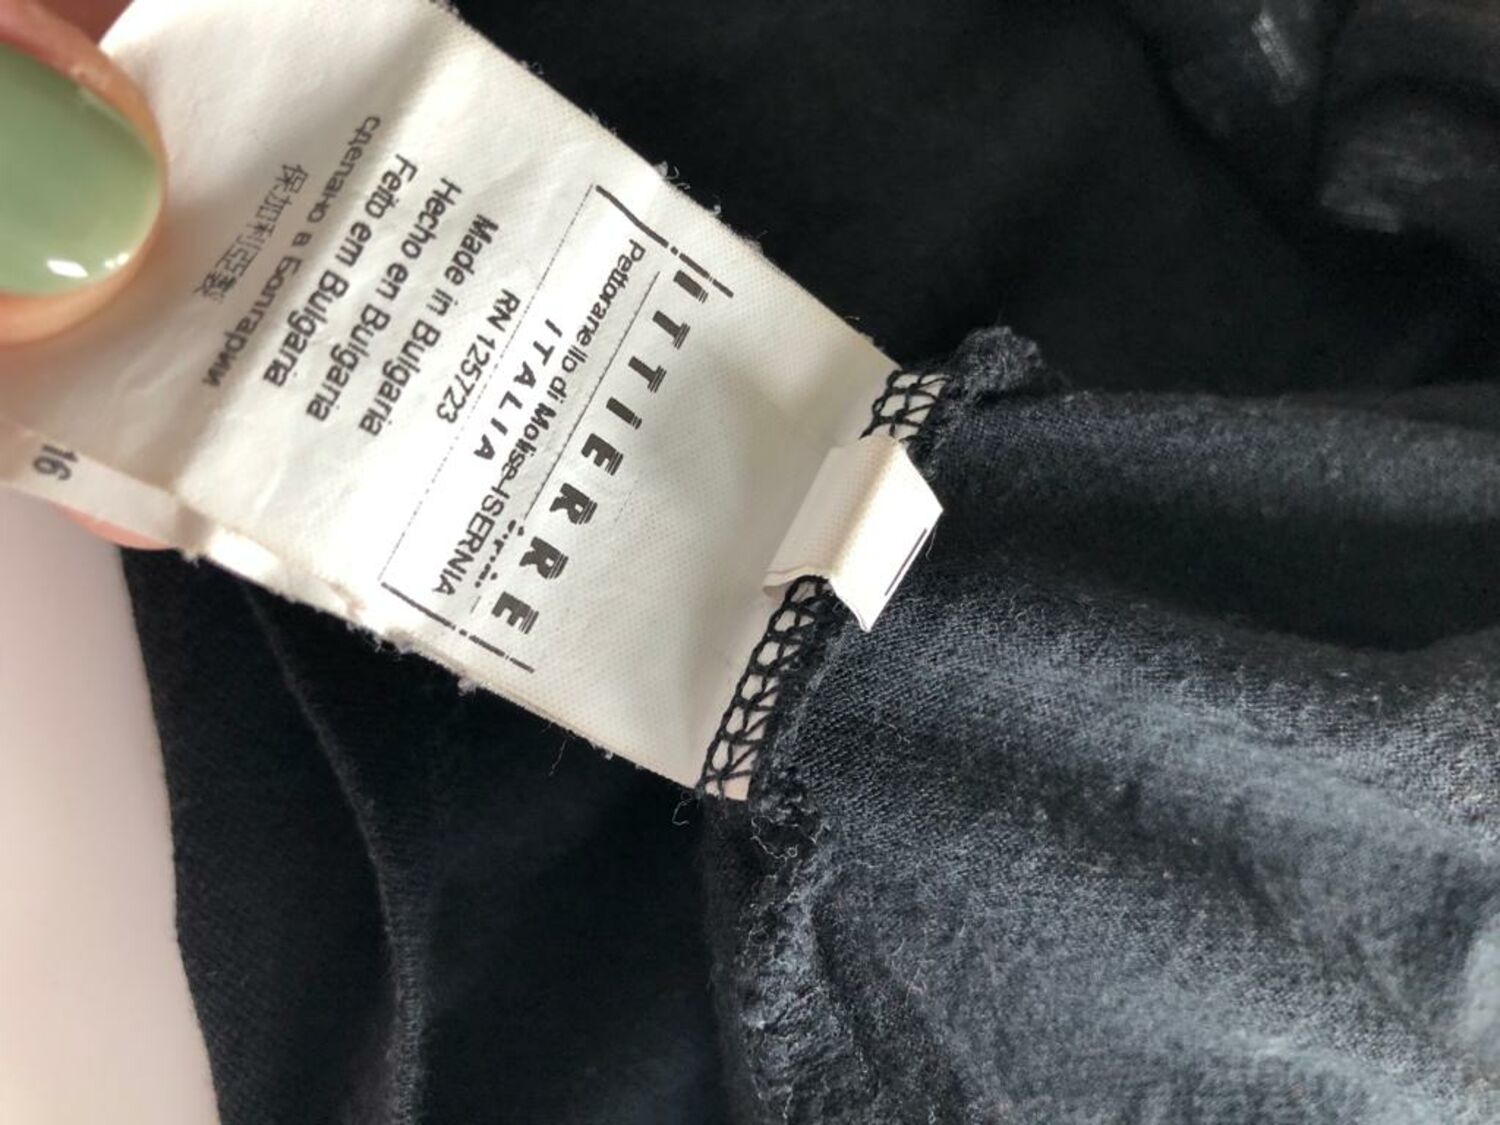 ITTIERRE
Pettoranello di Molise-ISERNIA
ITALIA
RN 125723
Made in Bulgaria
Hecho en Bulgaria
Feito em Bulgaria
сделано в Болгарии
保加利亚製
16